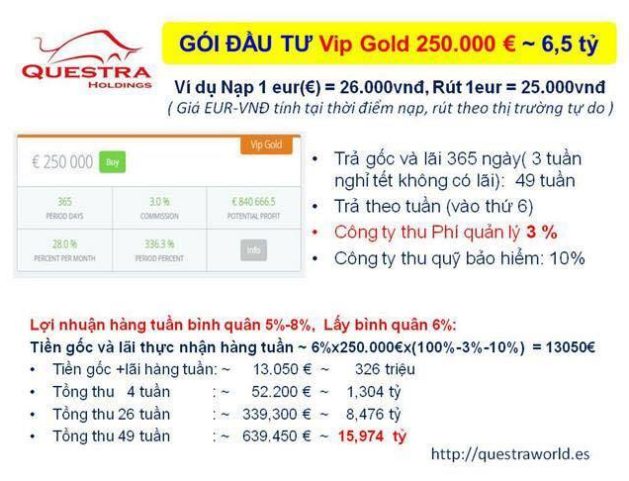 QUESTRA
HOLDINGS
GÓI ĐẦU TƯ Vip Gold 250.000 € ~ 6,5 tỷ
Ví dụ Nạp 1 eur(€) = 26.000vnđ, Rút 1eur = 25.000vnđ
( Giá EUR-VNĐ tính tại thời điểm nạp, rút theo thị trường tự do )
Vip Gold
€ 250 000 Buy
365 3.0 % € 840 666.5
PERIOD DAYS COMMISSION POTENTIAL PROFIT
28.0 % 336.3 % Info
PERCENT PER MONTH PERIOD PERCENT
• Trả gốc và lãi 365 ngày( 3 tuần
nghỉ tết không có lãi): 49 tuần
• Trả theo tuần (vào thứ 6)
• Công ty thu Phí quản lý 3 %
• Công ty thu quỹ bảo hiểm: 10%
Lợi nhuận hàng tuần bình quân 5%-8%, Lấy bình quân 6%:
Tiền gốc và lãi thực nhận hàng tuần ~ 6%x250.000€x(100%-3%-10%) = 13050€
• Tiền gốc +lãi hàng tuần: ~ 13.050 € ~ 326 triệu
• Tổng thu 4 tuần : ~ 52.200 € ~ 1,304 tỷ
• Tổng thu 26 tuần : ~ 339,300 € ~ 8,476 tỷ
• Tổng thu 49 tuần : ~ 639.450 € ~ 15,974 tỷ
http://questraworld.es